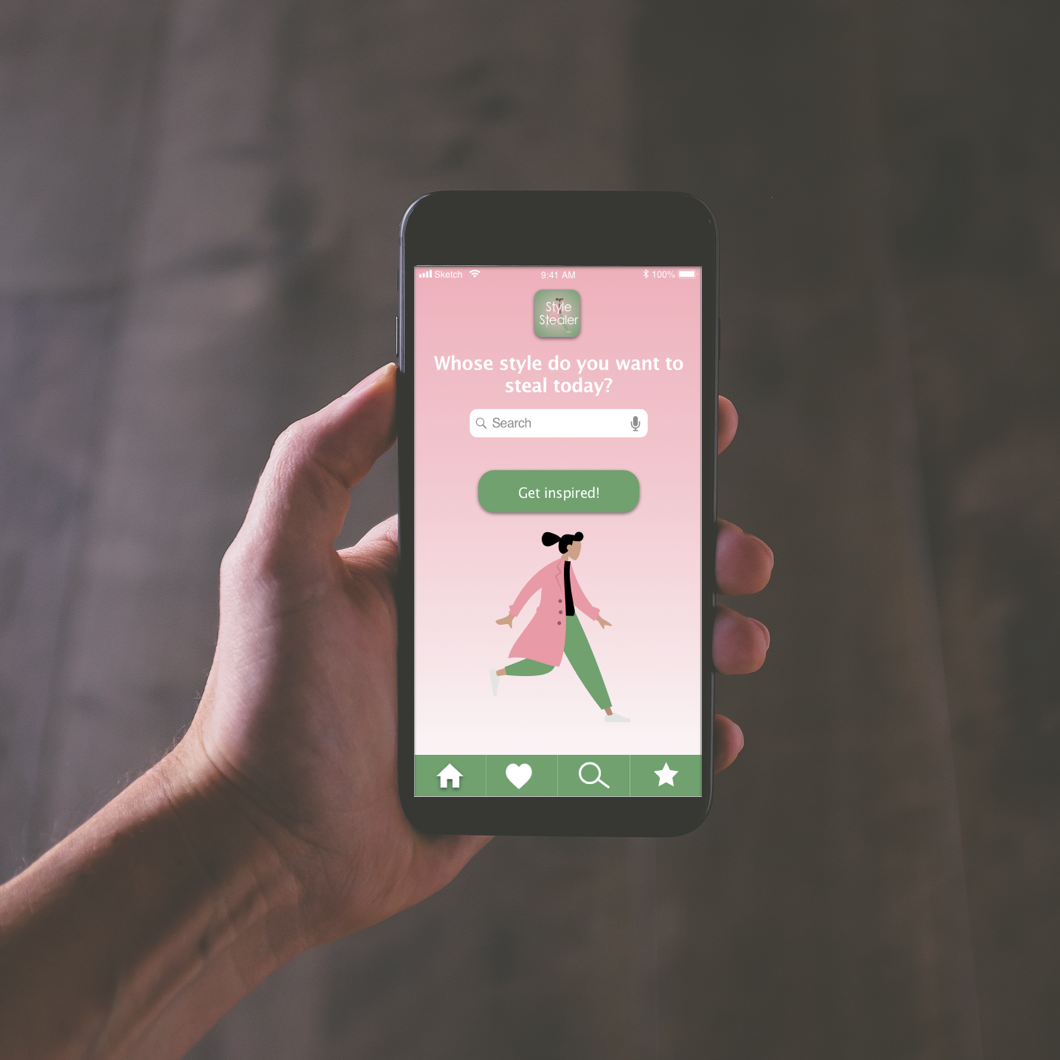 Sketch
9:41 AM
100%
Style
Stealer
Whose style do you want to
steal today?
Search
Get inspired!